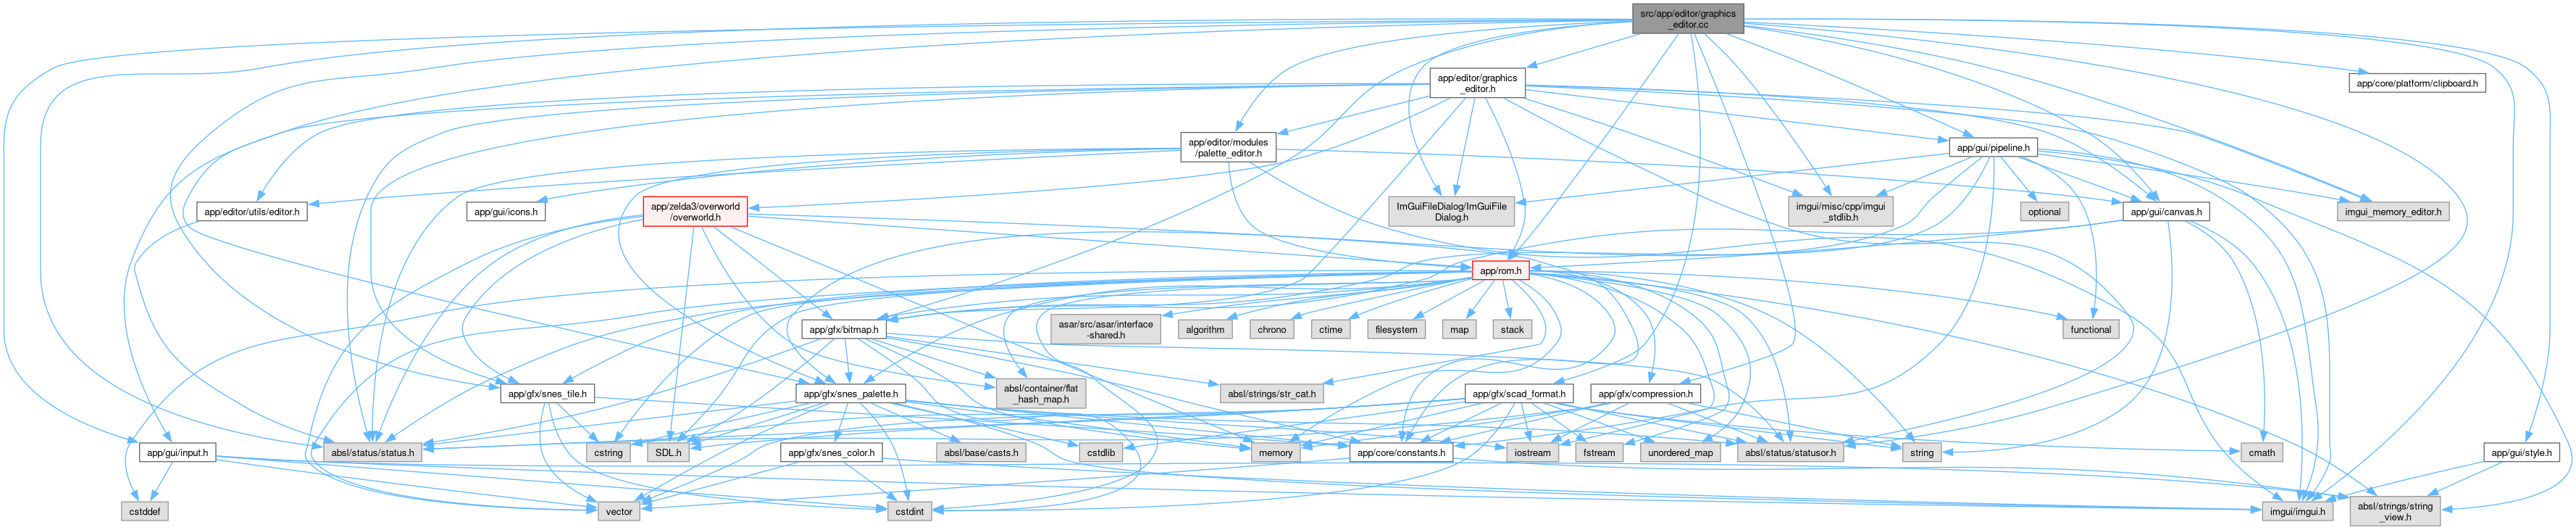 src/app/editor/graphics
_editor.cc
app/editor/graphics
_editor.h
app/core/platform/clipboard.h
app/editor/modules
/palette_editor.h
app/gui/pipeline.h
app/editor/utils/editor.h
app/gui/icons.h
app/zelda3/overworld
/overworld.h
ImGuiFileDialog/ImGuiFile
Dialog.h
imgui/misc/cpp/imgui
_stdlib.h
optional
app/gui/canvas.h
imgui_memory_editor.h
app/rom.h
app/gfx/bitmap.h
asar/src/asar/interface
-shared.h
algorithm
chrono
ctime
filesystem
map
stack
functional
app/gfx/snes_tile.h
app/gfx/snes_palette.h
absl/container/flat
_hash_map.h
absl/strings/str_cat.h
app/gfx/scad_format.h
app/gfx/compression.h
app/gui/input.h
absl/status/status.h
cstring
SDL.h
app/gfx/snes_color.h
absl/base/casts.h
cstdlib
memory
app/core/constants.h
iostream
fstream
unordered_map
absl/status/statusor.h
string
cmath
app/gui/style.h
cstddef
vector
cstdint
imgui/imgui.h
absl/strings/string
_view.h